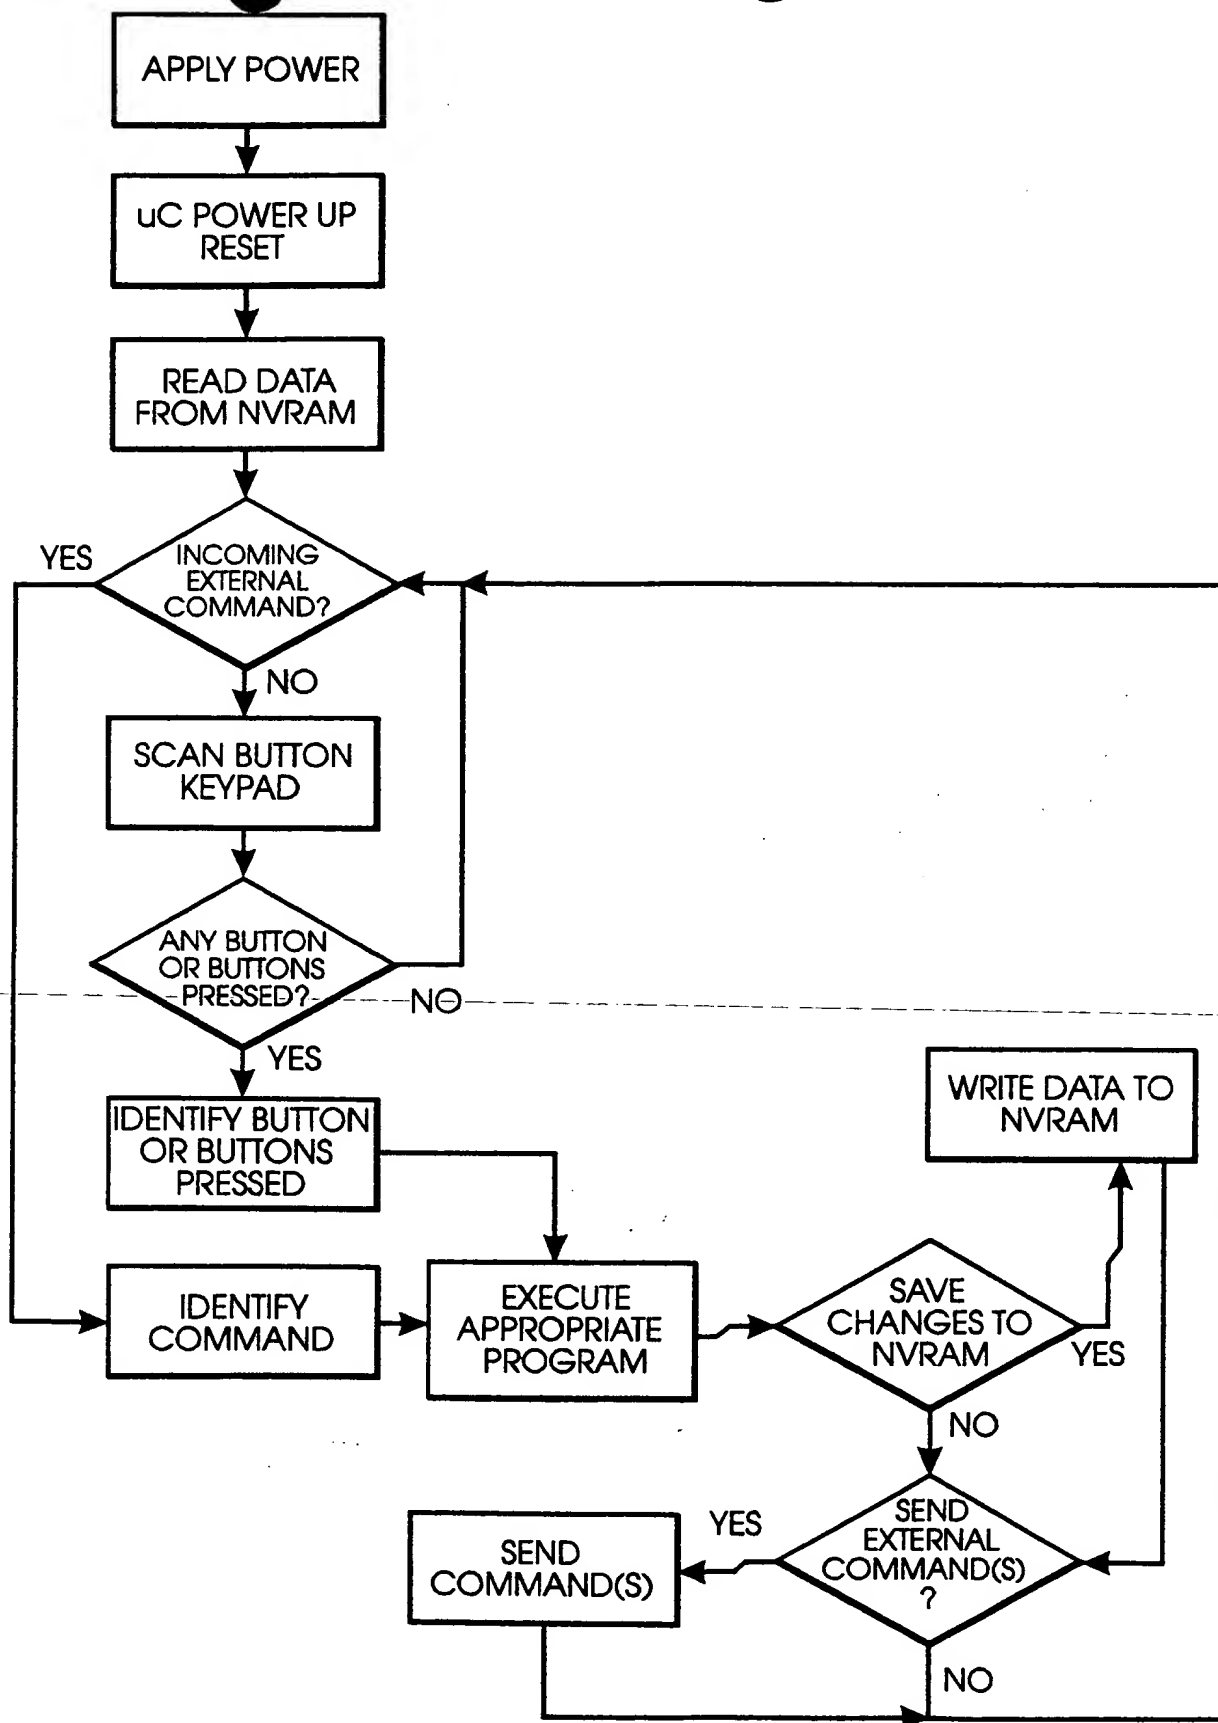 APPLY POWER
uC POWER UP
RESET
READ DATA
FROM NVRAM
YES
INCOMING
EXTERNAL
COMMAND?
NO
SCAN BUTTON
KEYPAD
ANY BUTTON
OR BUTTONS
PRESSED?
NO
YES
IDENTIFY BUTTON
OR BUTTONS
PRESSED
WRITE DATA TO
NVRAM
IDENTIFY
COMMAND
EXECUTE
APPROPRIATE
PROGRAM
SAVE
CHANGES TO
NVRAM
YES
NO
SEND
EXTERNAL
COMMAND(S)
?
YES
SEND
COMMAND(S)
NO